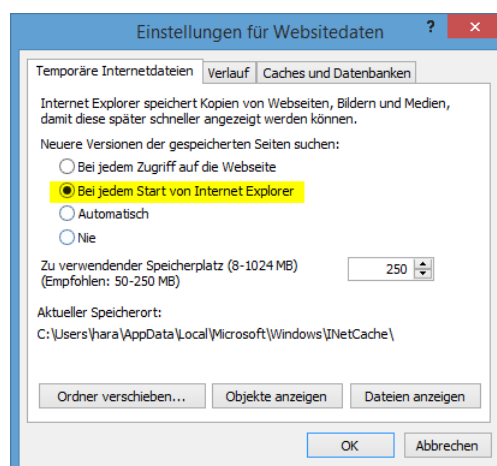 Einstellungen für Websitedaten
Temporäre Internetdateien Verlauf Caches und Datenbanken
Internet Explorer speichert Kopien von Webseiten, Bildern und Medien,
damit diese später schneller angezeigt werden können.
Neuere Versionen der gespeicherten Seiten suchen:
Bei jedem Zugriff auf die Webseite
Bei jedem Start von Internet Explorer
Automatisch
Nie
Zu verwendender Speicherplatz (8-1024 MB) 250
(Empfohlen: 50-250 MB)
Aktueller Speicherort:
C:\Users\hara\AppData\Local\Microsoft\Windows\INetCache\
Ordner verschieben... Objekte anzeigen Dateien anzeigen
OK Abbrechen